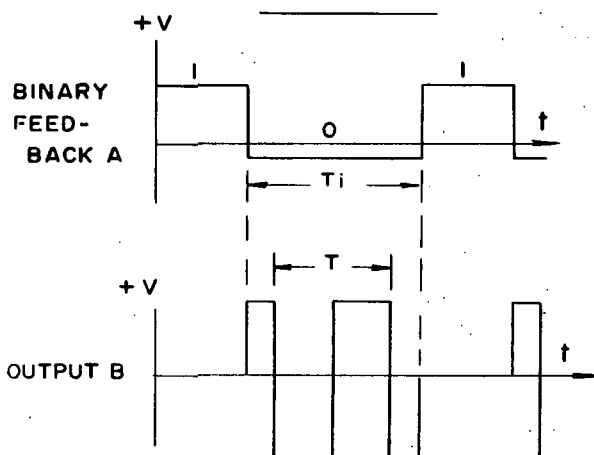 +V
1 1
BINARY
FEED-
BACK A
0
t
Ti
T
+V
OUTPUT B
t